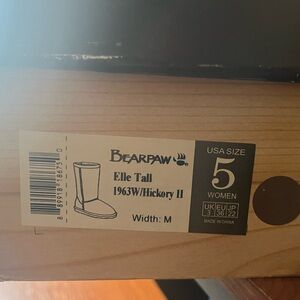 BEARPAW
Elle Tall
1963W/Hickory II
Width: M
USA SIZE
5
WOMEN
UK EU JP
3 36 22
MADE IN CHINA